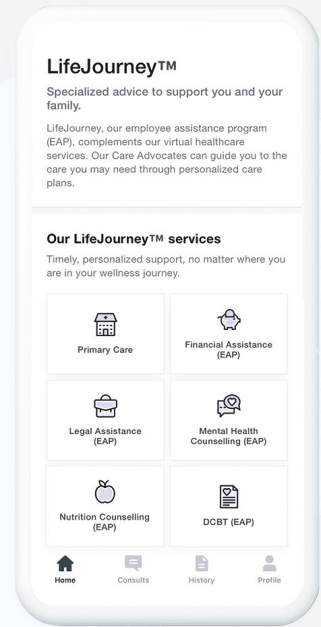 LifeJourney™
Specialized advice to support you and your
family.
LifeJourney, our employee assistance program
(EAP), complements our virtual healthcare
services. Our Care Advocates can guide you to the
care you may need through personalized care
plans.
Our LifeJourney™ services
Timely, personalized support, no matter where you
are in your wellness journey.
Primary Care
Financial Assistance
(EAP)
Legal Assistance
(EAP)
Mental Health
Counselling (EAP)
Nutrition Counselling
(EAP)
DCBT (EAP)
Home
Consults
History
Profile